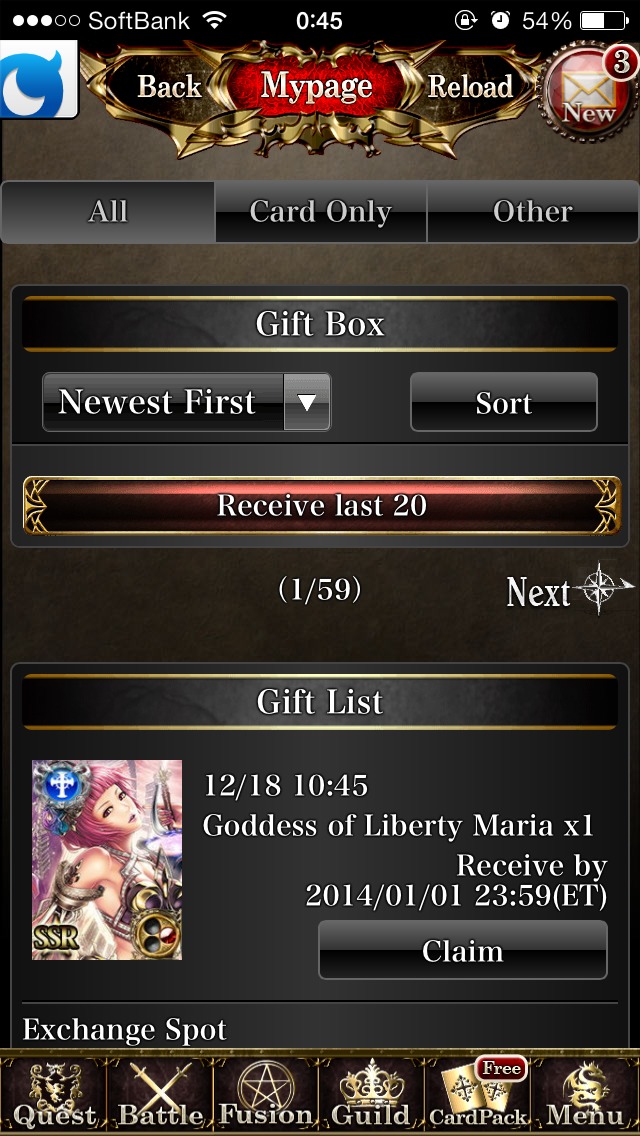 SoftBank 0:45 54%
Back Mypage Reload 3
New
All Card Only Other
Gift Box
Newest First Sort
Receive last 20
(1/59) Next
Gift List
12/18 10:45
Goddess of Liberty Maria x1
Receive by
2014/01/01 23:59(ET)
SSR
Claim
Exchange Spot
Free
Quest Battle Fusion Guild CardPack Menu